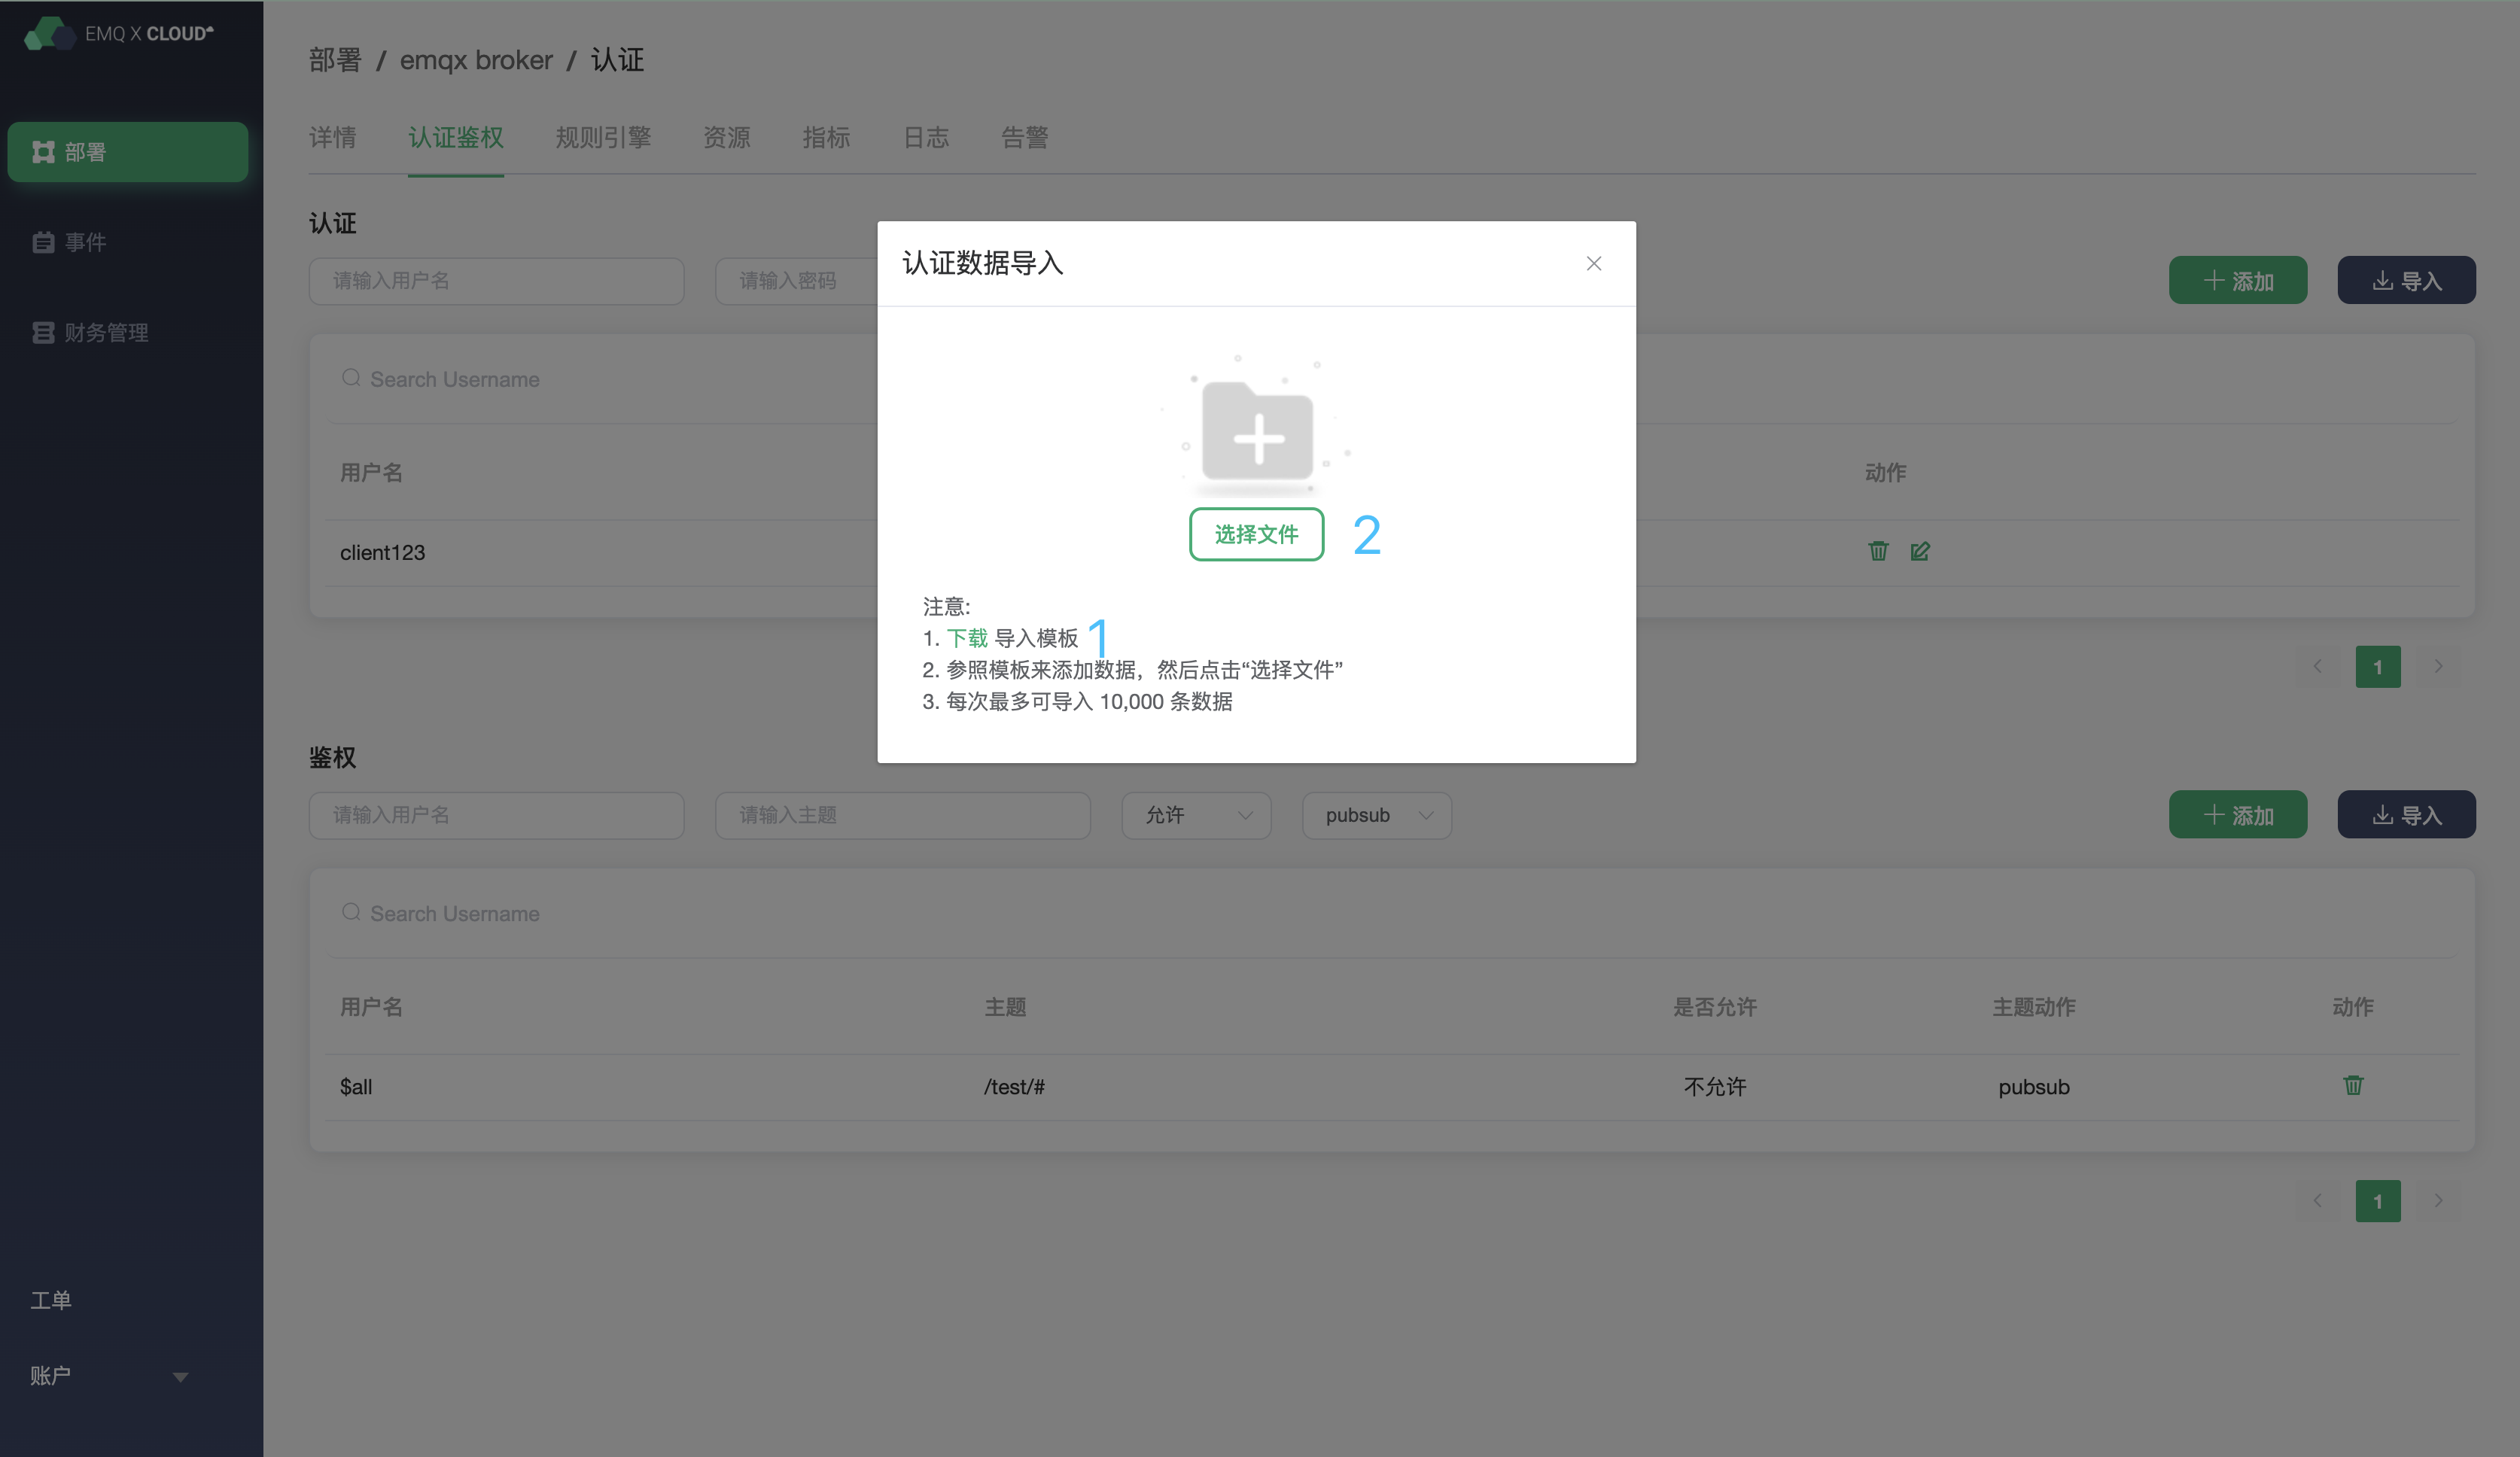 EMQ X CLOUD
部署
事件
财务管理
工单
账户
部署 / emqx broker / 认证
详情 认证鉴权 规则引擎 资源 指标 日志 告警
认证
请输入用户名 请输入密码 添加 导入
Search Username
用户名 动作
client123
1
认证数据导入
选择文件 2
注意:
1. 下载 导入模板 1
2. 参照模板来添加数据，然后点击“选择文件”
3. 每次最多可导入 10,000 条数据
鉴权
请输入用户名 请输入主题 允许 pubsub 添加 导入
Search Username
用户名 主题 是否允许 主题动作 动作
$all /test/# 不允许 pubsub
1